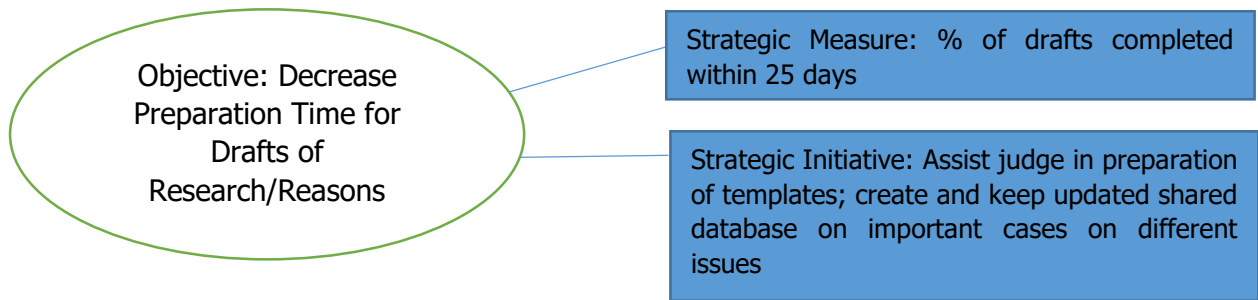 Objective: Decrease
Preparation Time for
Drafts of
Research/Reasons
Strategic Measure: % of drafts completed
within 25 days
Strategic Initiative: Assist judge in preparation
of templates; create and keep updated shared
database on important cases on different
issues